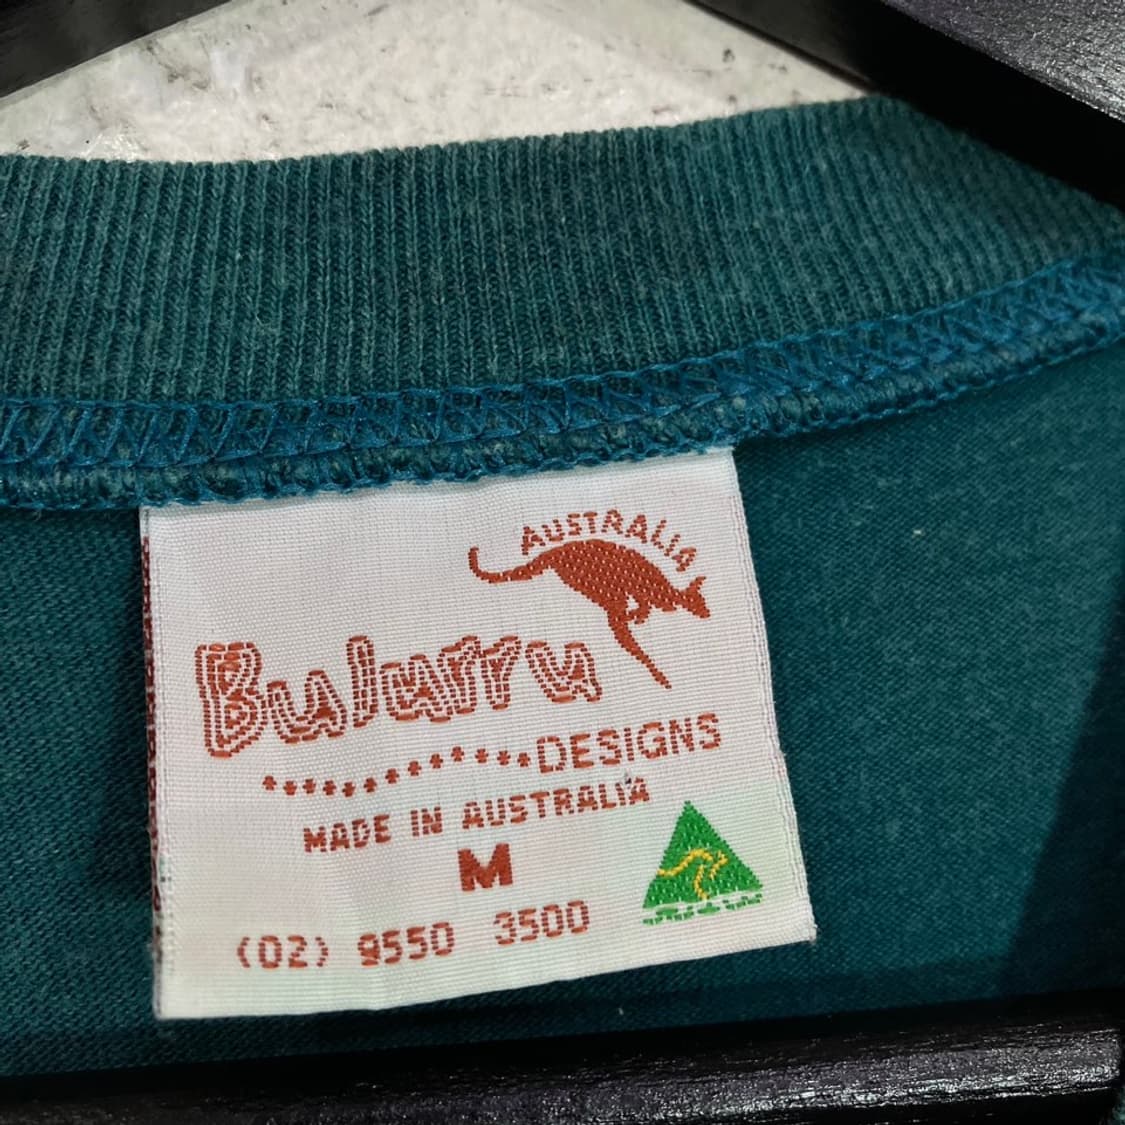 AUSTRALIA
Bularru
DESIGNS
MADE IN AUSTRALIA
M
(02) 9550 3500